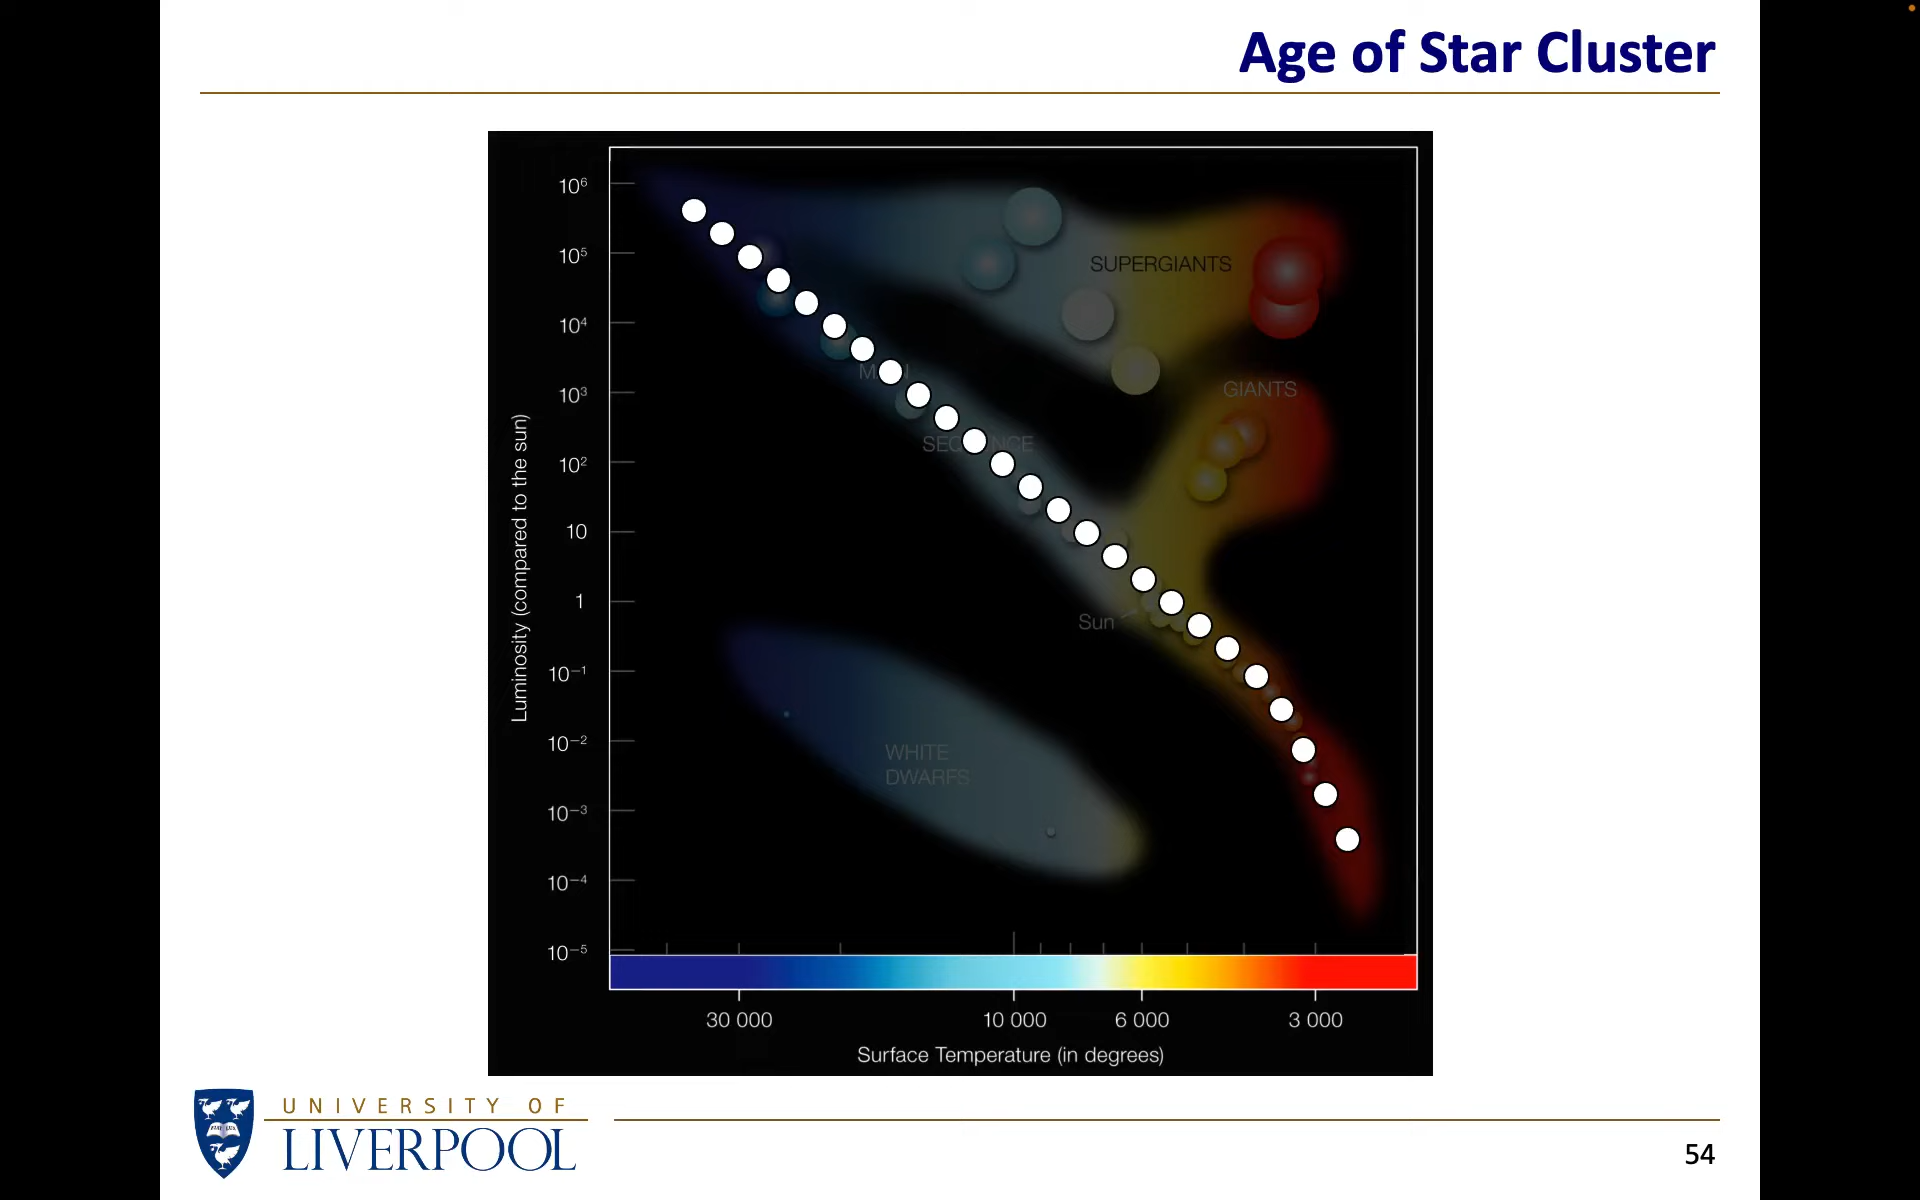 Age of Star Cluster
10⁶
10⁵
10⁴
10³
10²
10
1
10⁻¹
10⁻²
10⁻³
10⁻⁴
10⁻⁵
Luminosity (compared to the sun)
SUPERGIANTS
GIANTS
Sun
WHITE
DWARFS
30 000 10 000 6 000 3 000
Surface Temperature (in degrees)
UNIVERSITY OF
LIVERPOOL
54